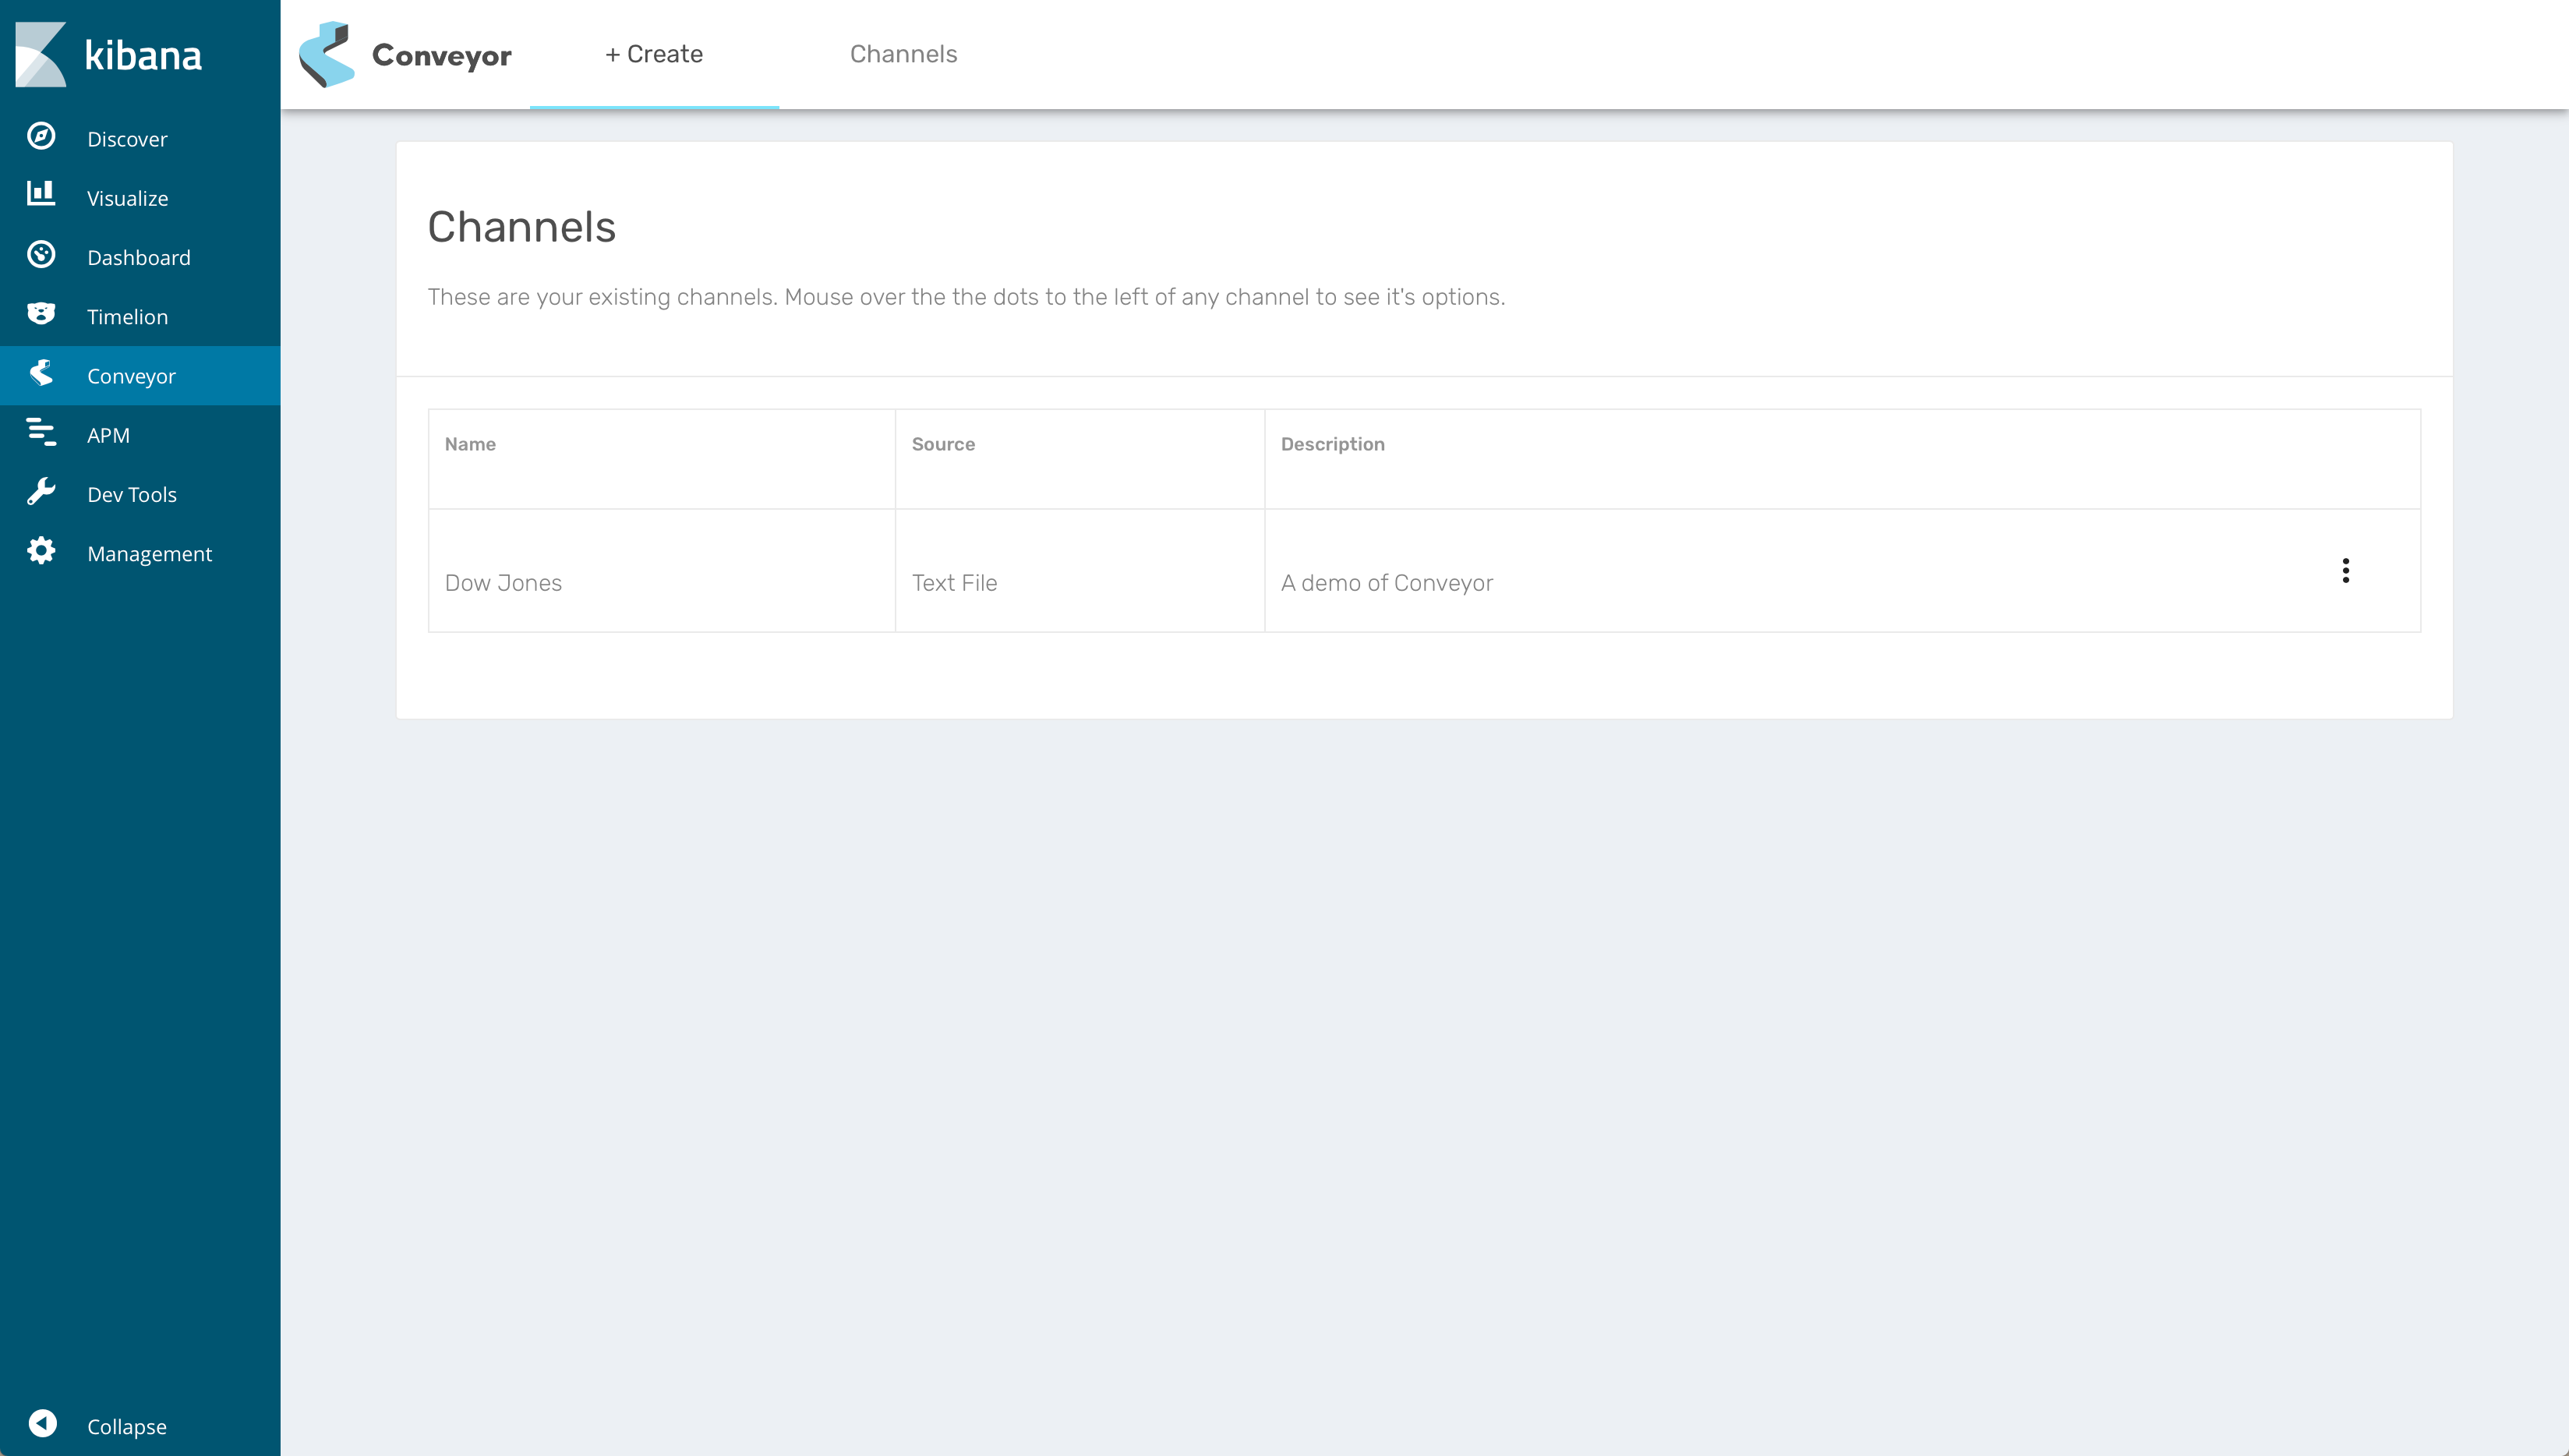 kibana
Discover
Visualize
Dashboard
Timelion
Conveyor
APM
Dev Tools
Management
Collapse
Conveyor
+ Create
Channels
Channels
These are your existing channels. Mouse over the the dots to the left of any channel to see it's options.
Name Source Description
Dow Jones Text File A demo of Conveyor